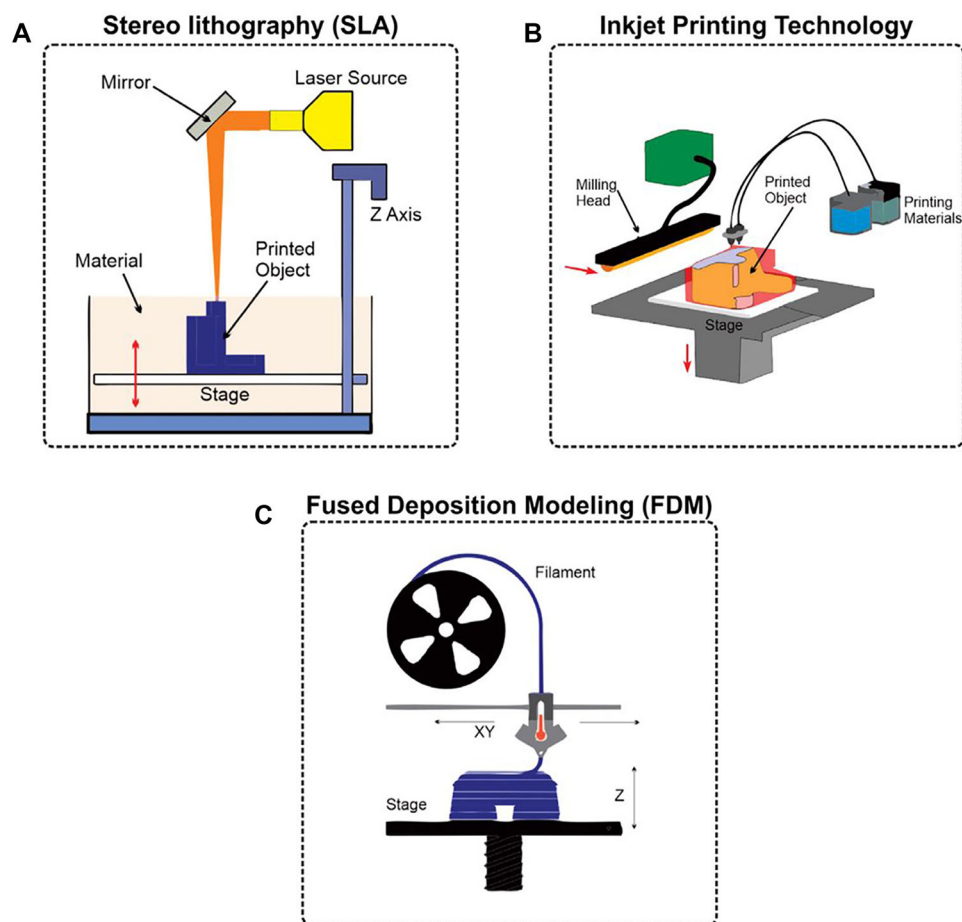 A
Stereo lithography (SLA)
Mirror
Laser Source
Z Axis
Printed
Object
Material
Stage
B
Inkjet Printing Technology
Milling
Head
Printed
Object
Printing
Materials
Stage
C
Fused Deposition Modeling (FDM)
Filament
XY
Z
Stage